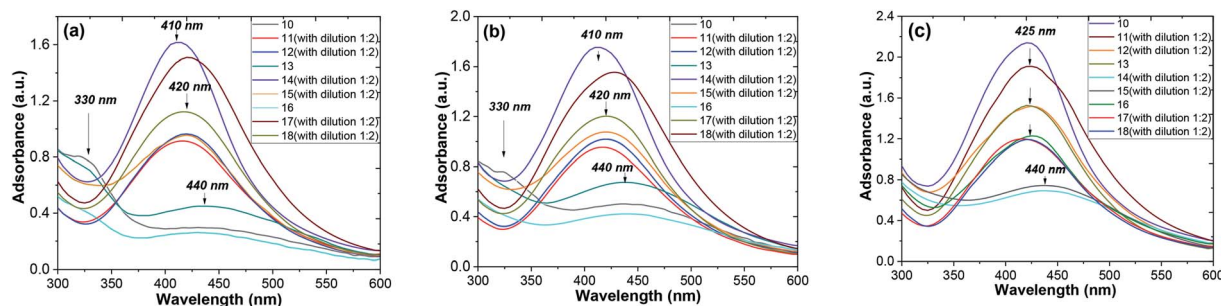 (a)
410 nm
420 nm
330 nm
440 nm
10
11(with dilution 1:2)
12(with dilution 1:2)
13
14(with dilution 1:2)
15(with dilution 1:2)
16
17(with dilution 1:2)
18(with dilution 1:2)
Adsorbance (a.u.)
1.6
1.2
0.8
0.4
0.0
300 350 400 450 500 550 600
Wavelength (nm)
(b)
410 nm
420 nm
330 nm
440 nm
10
11(with dilution 1:2)
12(with dilution 1:2)
13
14(with dilution 1:2)
15(with dilution 1:2)
16
17(with dilution 1:2)
18(with dilution 1:2)
Adsorbance (a.u.)
2.0
1.6
1.2
0.8
0.4
0.0
300 350 400 450 500 550 600
Wavelength (nm)
(c)
425 nm
440 nm
10
11(with dilution 1:2)
12(with dilution 1:2)
13
14(with dilution 1:2)
15(with dilution 1:2)
16
17(with dilution 1:2)
18(with dilution 1:2)
Adsorbance (a.u.)
2.4
1.8
1.2
0.6
0.0
300 350 400 450 500 550 600
Wavelength (nm)